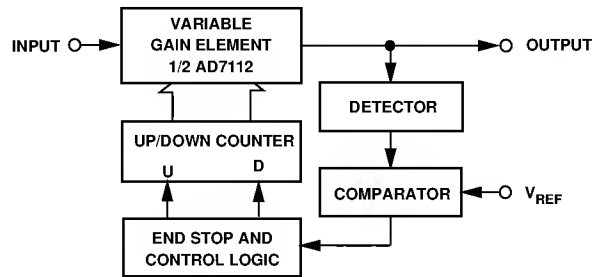 VARIABLE
GAIN ELEMENT
1/2 AD7112
INPUT
OUTPUT
DETECTOR
UP/DOWN COUNTER
U D
COMPARATOR
VREF
END STOP AND
CONTROL LOGIC